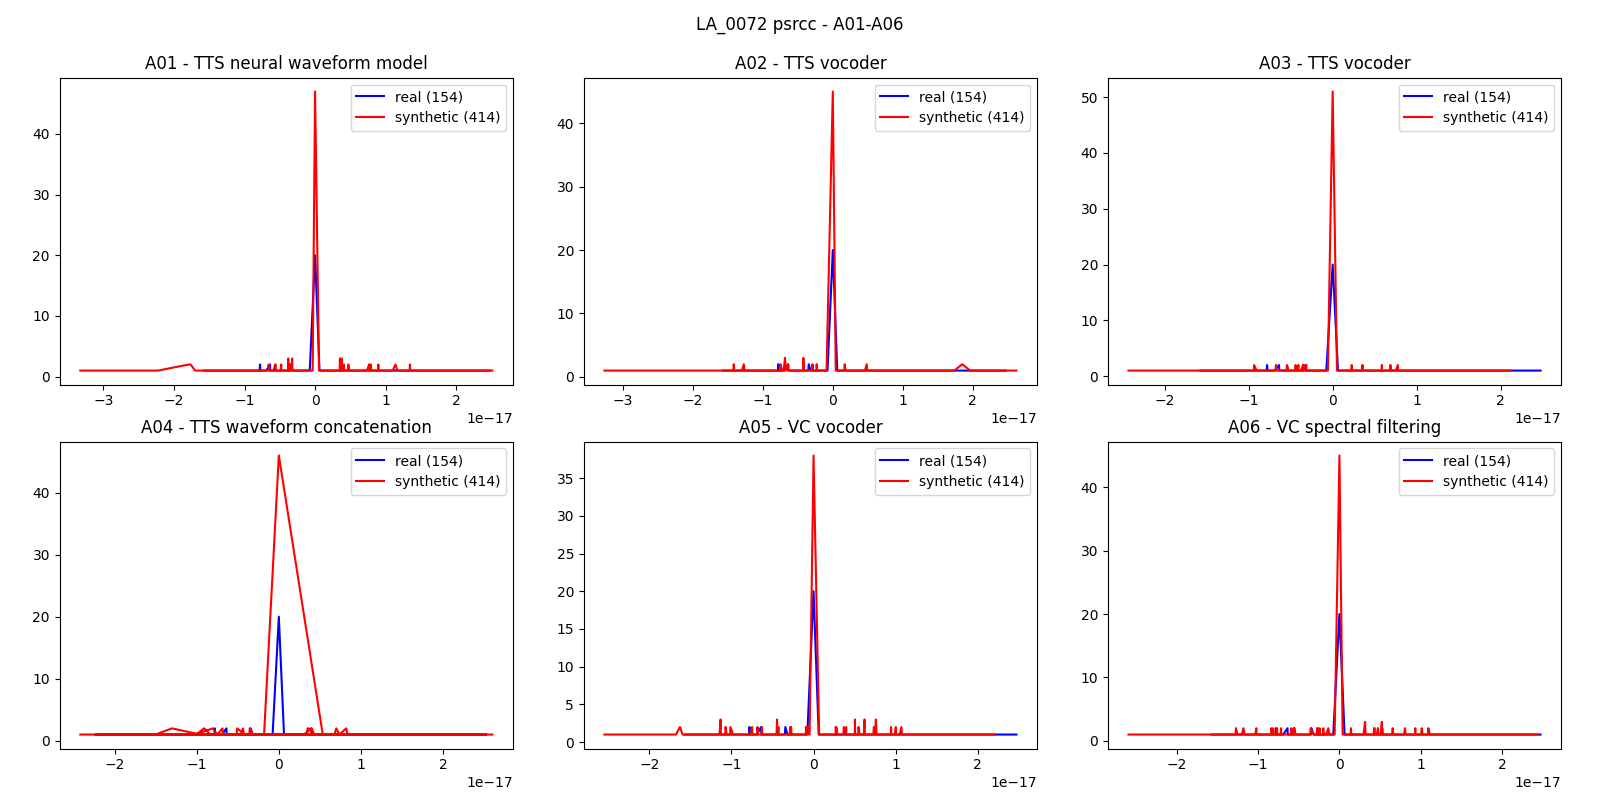 LA_0072 psrcc - A01-A06
A01 - TTS neural waveform model
real (154)
synthetic (414)
40
30
20
10
0
−3 −2 −1 0 1 2
1e−17
A02 - TTS vocoder
real (154)
synthetic (414)
40
30
20
10
0
−3 −2 −1 0 1 2
1e−17
A03 - TTS vocoder
real (154)
synthetic (414)
50
40
30
20
10
0
−2 −1 0 1 2
1e−17
A04 - TTS waveform concatenation
real (154)
synthetic (414)
40
30
20
10
0
−2 −1 0 1 2
1e−17
A05 - VC vocoder
real (154)
synthetic (414)
35
30
25
20
15
10
5
0
−2 −1 0 1 2
1e−17
A06 - VC spectral filtering
real (154)
synthetic (414)
40
30
20
10
0
−2 −1 0 1 2
1e−17